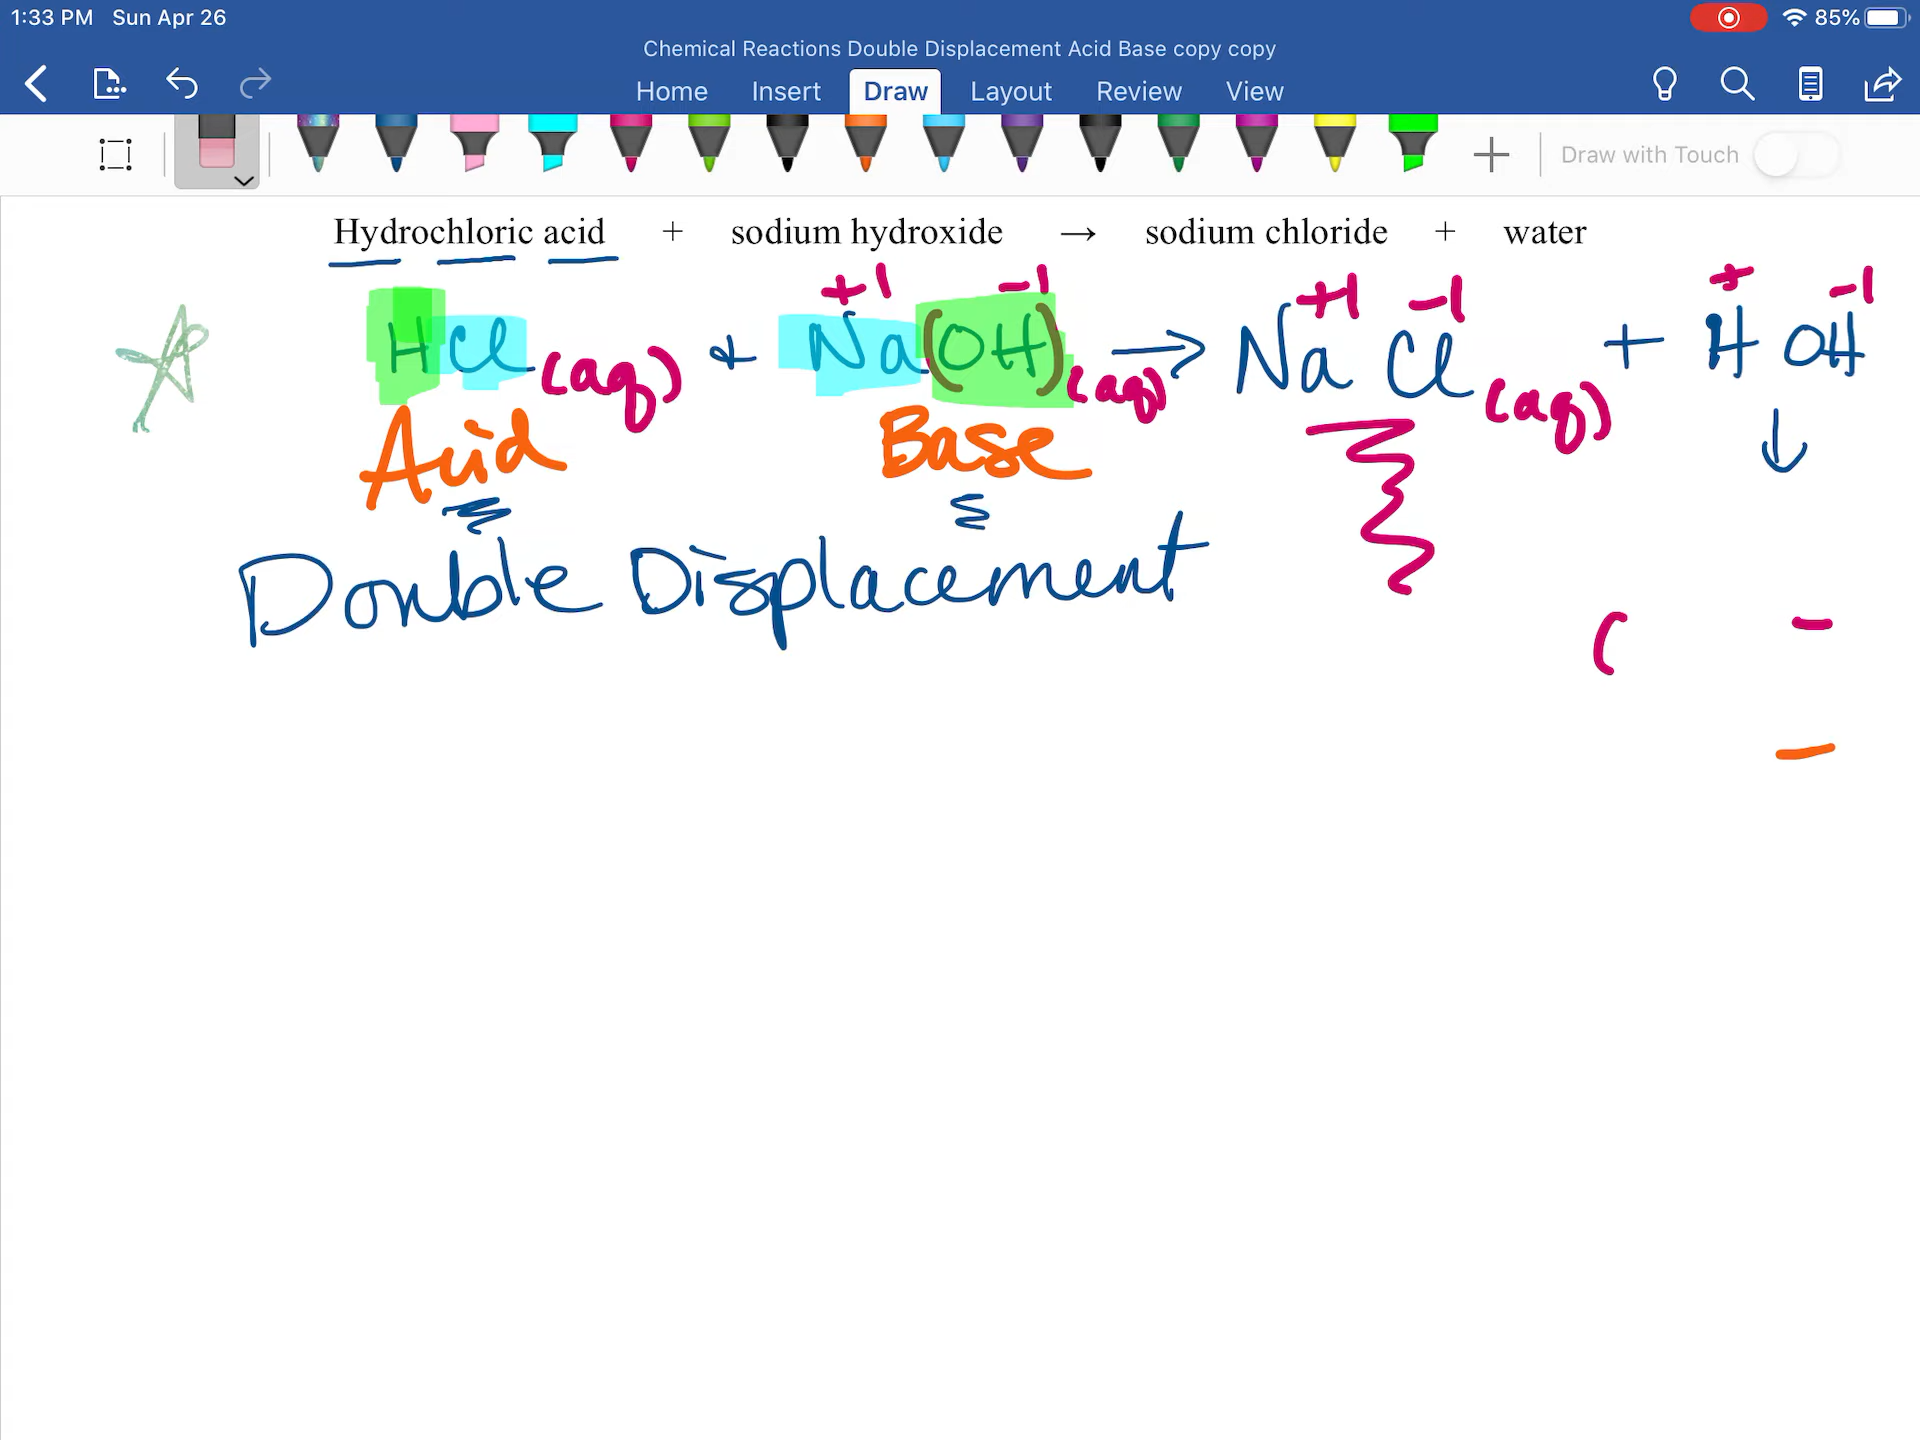 1:33 PM Sun Apr 26 85%
Chemical Reactions Double Displacement Acid Base copy copy
Home Insert Draw Layout Review View
Draw with Touch
Hydrochloric acid + sodium hydroxide → sodium chloride + water
+1 -1 +1 -1 + -1
HCl(aq) + Na(OH)(aq) → NaCl(aq) + H OH
Acid Base ↓
Double Displacement
( -
-